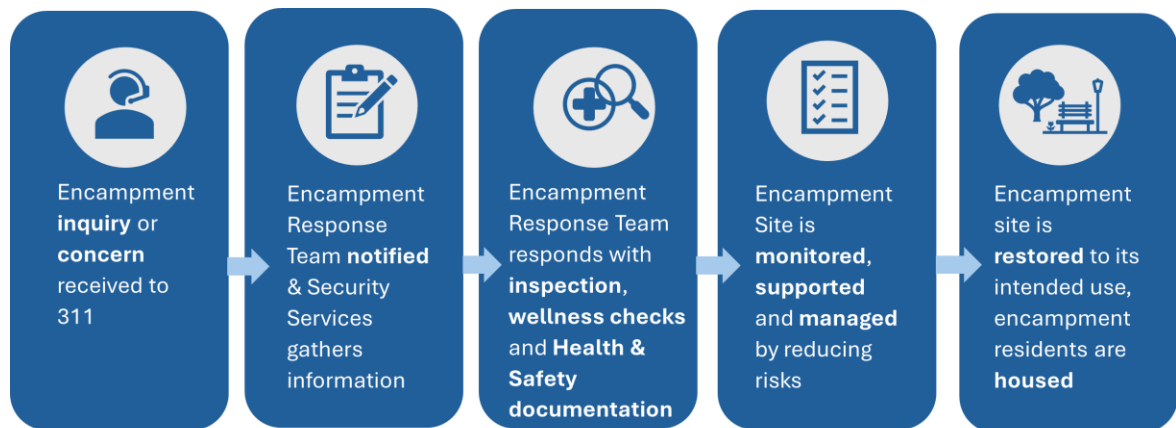 Encampment
inquiry or
concern
received to
311
Encampment
Response
Team notified
& Security
Services
gathers
information
Encampment
Response Team
responds with
inspection,
wellness checks
and Health &
Safety
documentation
Encampment
Site is
monitored,
supported
and managed
by reducing
risks
Encampment
site is
restored to its
intended use,
encampment
residents are
housed